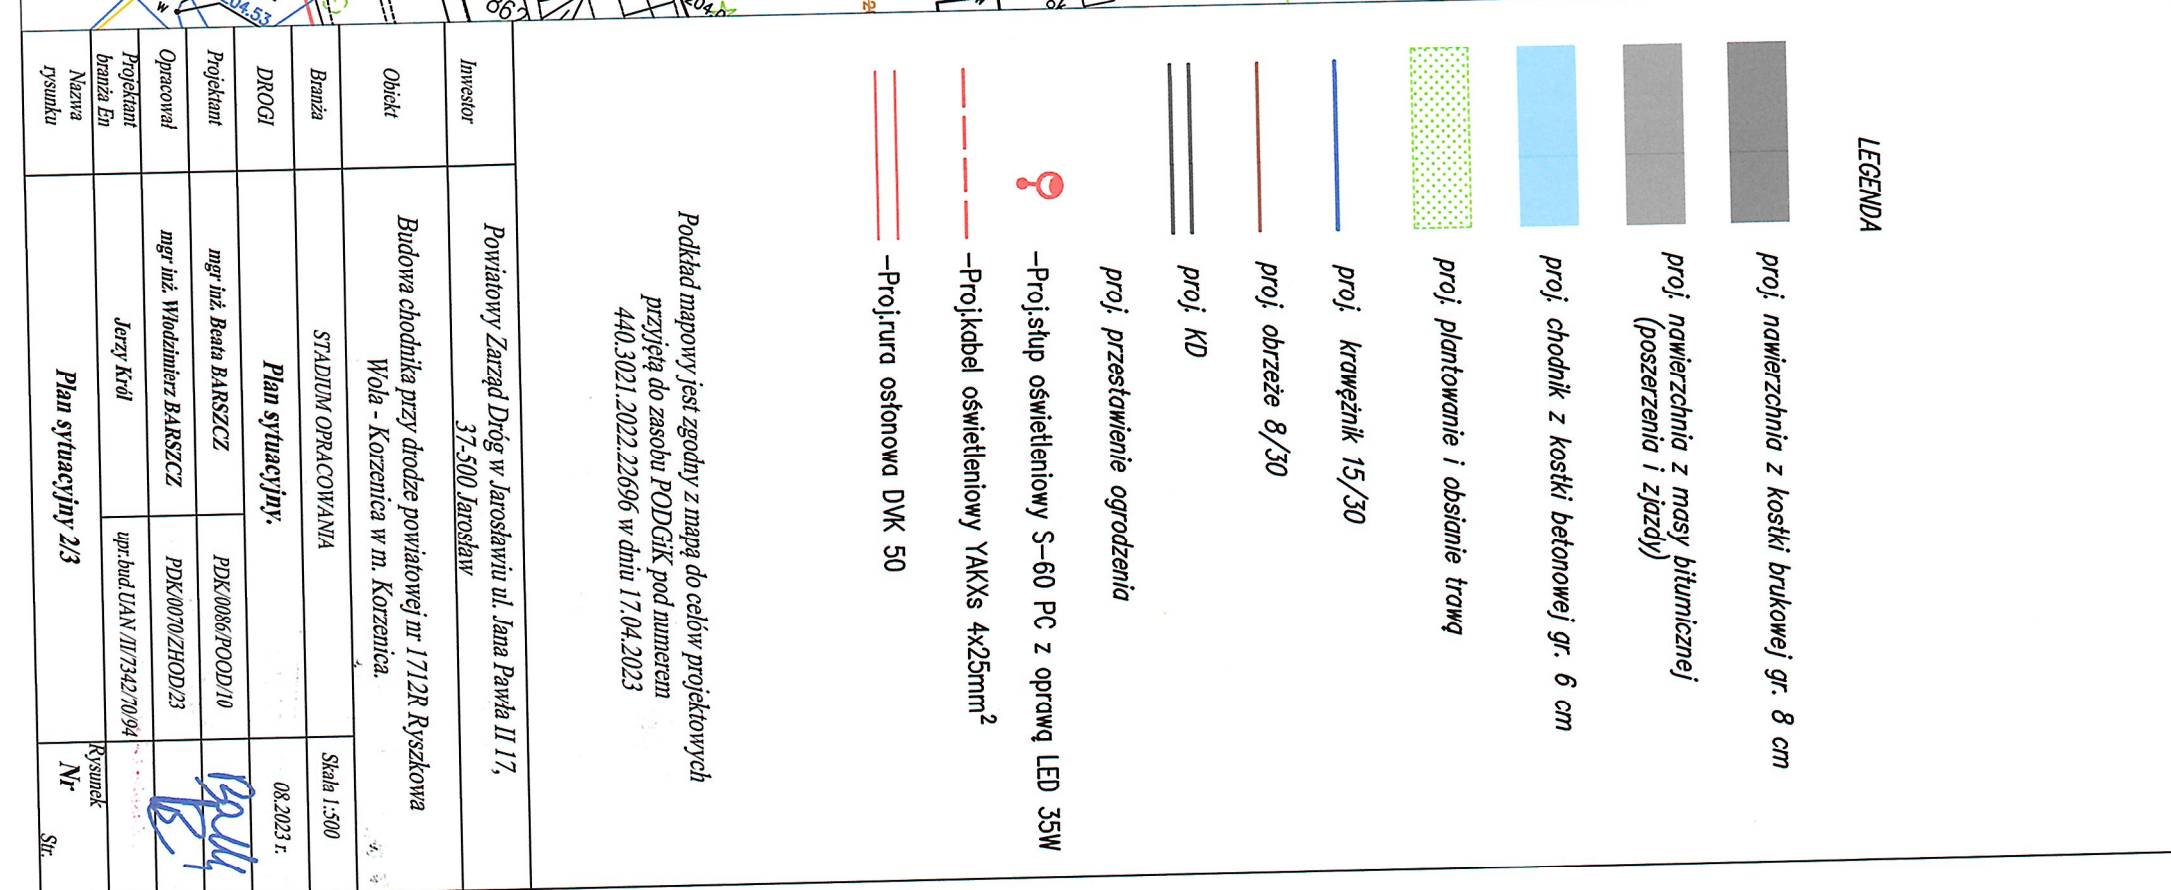 LEGENDA
proj. nawierzchnia z kostki brukowej gr. 8 cm
proj. nawierzchnia z masy bitumicznej
(poszerzenia i zjazdy)
proj. chodnik z kostki betonowej gr. 6 cm
proj. plantowanie i obsianie trawą
proj. krawężnik 15/30
proj. obrzeże 8/30
proj. KD
proj. przestawienie ogrodzenia
-Proj.słup oświetleniowy S-60 PC z oprawą LED 35W
-Proj.kabel oświetleniowy YAKXs 4x25mm²
-Proj.rura osłonowa DVK 50
Podkład mapowy jest zgodny z mapą do celów projektowych
przyjętą do zasobu PODGiK pod numerem
440.3021.2022.22696 w dniu 17.04.2023
Inwestor
Powiatowy Zarząd Dróg w Jarosławiu ul. Jana Pawła II 17,
37-500 Jarosław
Obiekt
Budowa chodnika przy drodze powiatowej nr 1712R Ryszkowa
Wola - Korzenica w m. Korzenica.
Branża
STADIUM OPRACOWANIA
Skala 1:500
DROGI
Plan sytuacyjny.
08.2023 r.
Projektant
mgr inż. Beata BARSZCZ
PDK/0086/POOD/10
Opracował
mgr inż. Włodzimierz BARSZCZ
PDK/0070/ZHOD/23
Projektant
branża En
Jerzy Król
upr.bud.UAN /II/7342/70/94
Nazwa
rysunku
Plan sytuacyjny 2/3
Rysunek
Nr
Str.
204.53